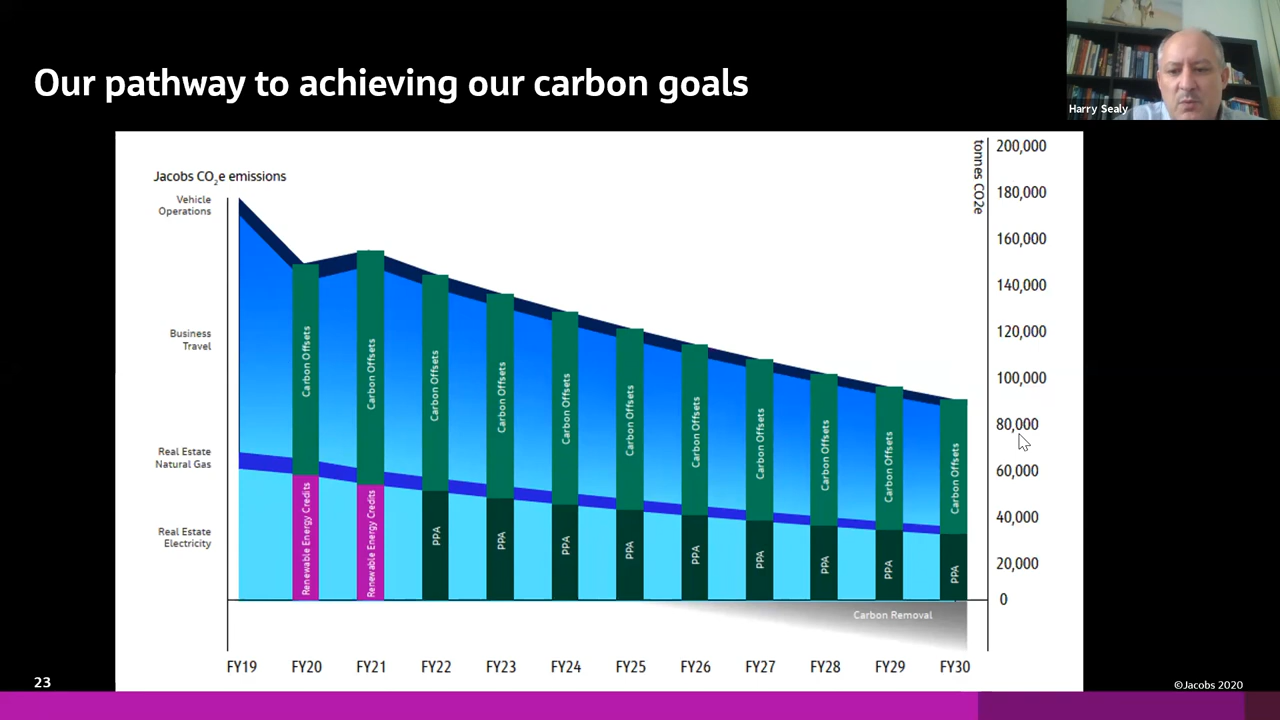 Our pathway to achieving our carbon goals
Harry Sealy
Jacobs CO2e emissions
Vehicle
Operations
Business
Travel
Real Estate
Natural Gas
Real Estate
Electricity
Carbon Offsets
Carbon Offsets
Carbon Offsets
Carbon Offsets
Carbon Offsets
Carbon Offsets
Carbon Offsets
Carbon Offsets
Carbon Offsets
Carbon Offsets
Carbon Offsets
Renewable Energy Credits
Renewable Energy Credits
PPA
PPA
PPA
PPA
PPA
PPA
PPA
PPA
PPA
tonnes CO2e
200,000
180,000
160,000
140,000
120,000
100,000
80,000
60,000
40,000
20,000
0
Carbon Removal
FY19 FY20 FY21 FY22 FY23 FY24 FY25 FY26 FY27 FY28 FY29 FY30
23
©Jacobs 2020